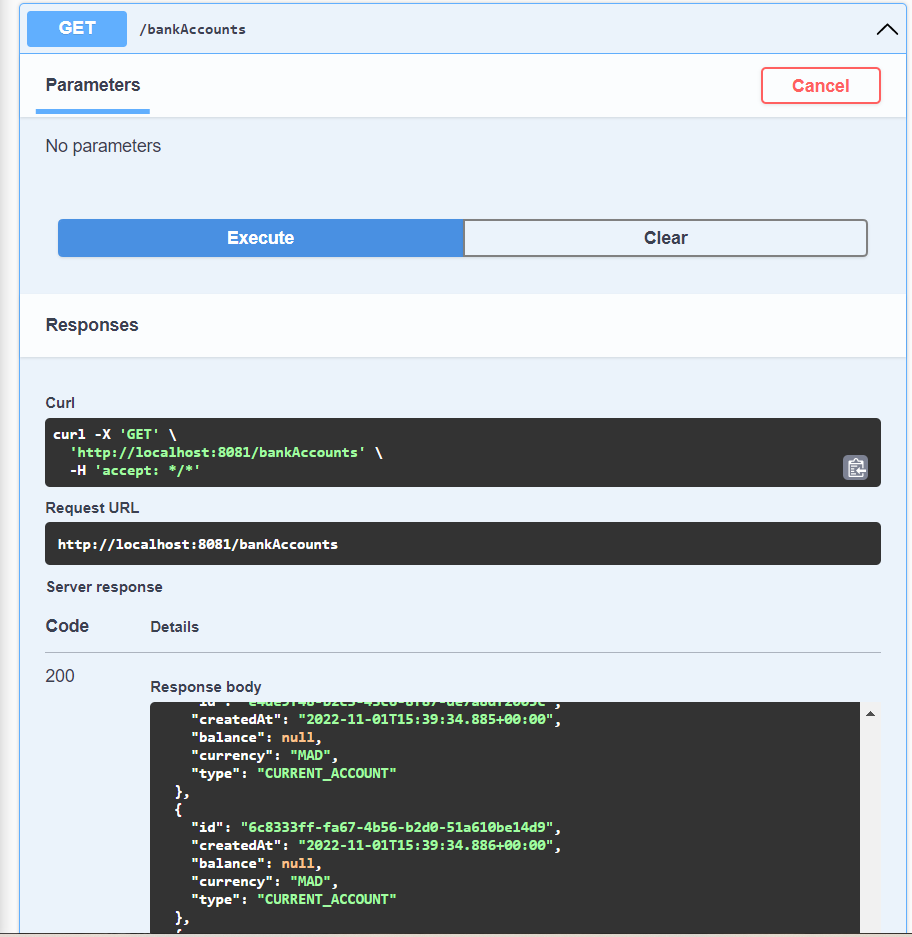 GET /bankAccounts
Parameters
Cancel
No parameters
Execute
Clear
Responses
Curl
curl -X 'GET' \
'http://localhost:8081/bankAccounts' \
-H 'accept: */*'
Request URL
http://localhost:8081/bankAccounts
Server response
Code Details
200
Response body
"createdAt": "2022-11-01T15:39:34.885+00:00",
"balance": null,
"currency": "MAD",
"type": "CURRENT_ACCOUNT"
},
{
"id": "6c8333ff-fa67-4b56-b2d0-51a610be14d9",
"createdAt": "2022-11-01T15:39:34.886+00:00",
"balance": null,
"currency": "MAD",
"type": "CURRENT_ACCOUNT"
},